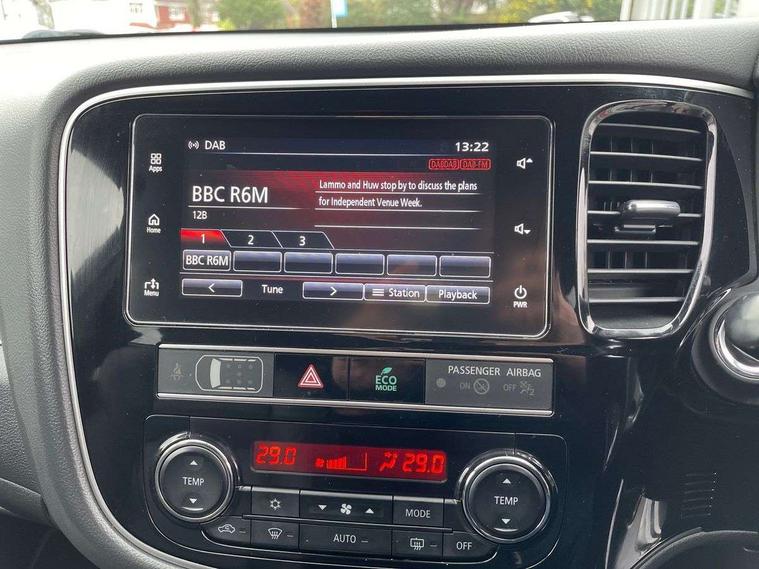 DAB
13:22
DABDAB DAB-FM
Apps
BBC R6M
Lammo and Huw stop by to discuss the plans
for Independent Venue Week.
12B
Home
1 2 3
BBC R6M
Menu
< Tune > Station Playback
PWR
ECO
MODE
PASSENGER AIRBAG
ON OFF
29.0 29.0
TEMP
TEMP
MODE
AUTO
OFF